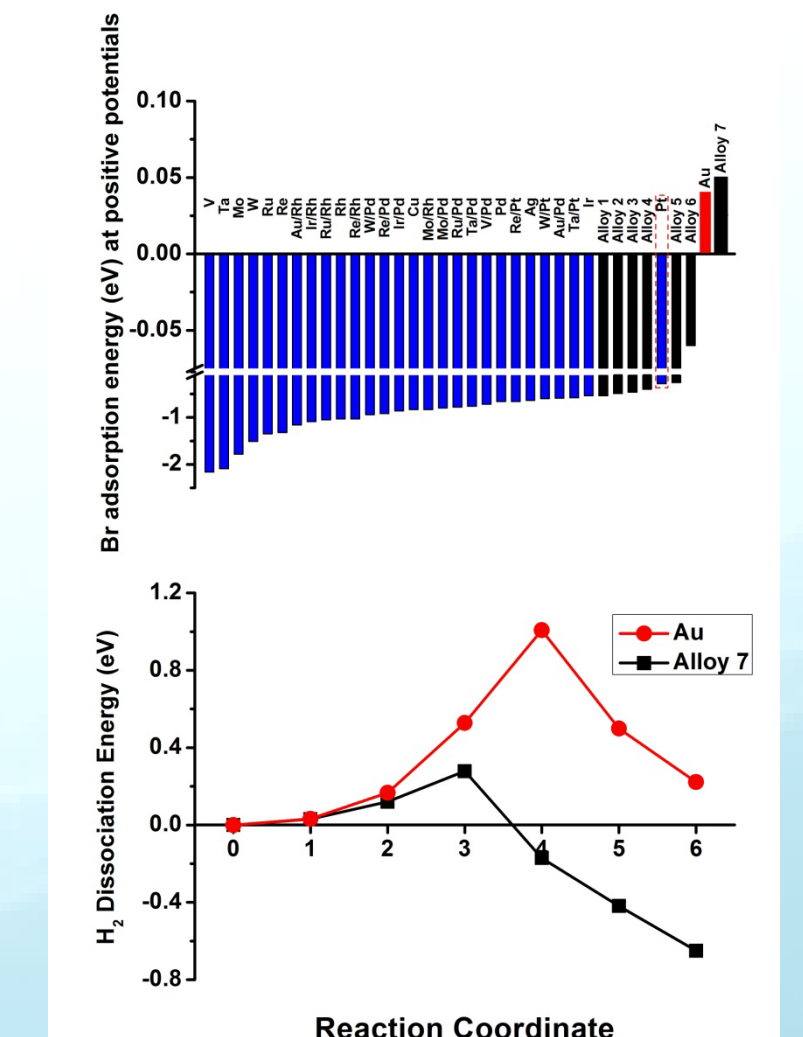 Br adsorption energy (eV) at positive potentials
0.10
0.05
0.00
-0.05
-1
-2
V
Ta
Mo
W
Ru
Re
Au/Rh
Ir/Rh
Ru/Rh
Rh
Re/Rh
W/Pd
Re/Pd
Ir/Pd
Cu
Mo/Rh
Mo/Pd
Ru/Pd
Ta/Pd
V/Pd
Pd
Re/Pt
Ag
W/Pt
Au/Pd
Ta/Pt
Ir
Alloy 1
Alloy 2
Alloy 3
Alloy 4
Pt
Alloy 5
Alloy 6
Au
Alloy 7
H2 Dissociation Energy (eV)
1.2
0.8
0.4
0.0
-0.4
-0.8
Au
Alloy 7
0 1 2 3 4 5 6
Reaction Coordinate